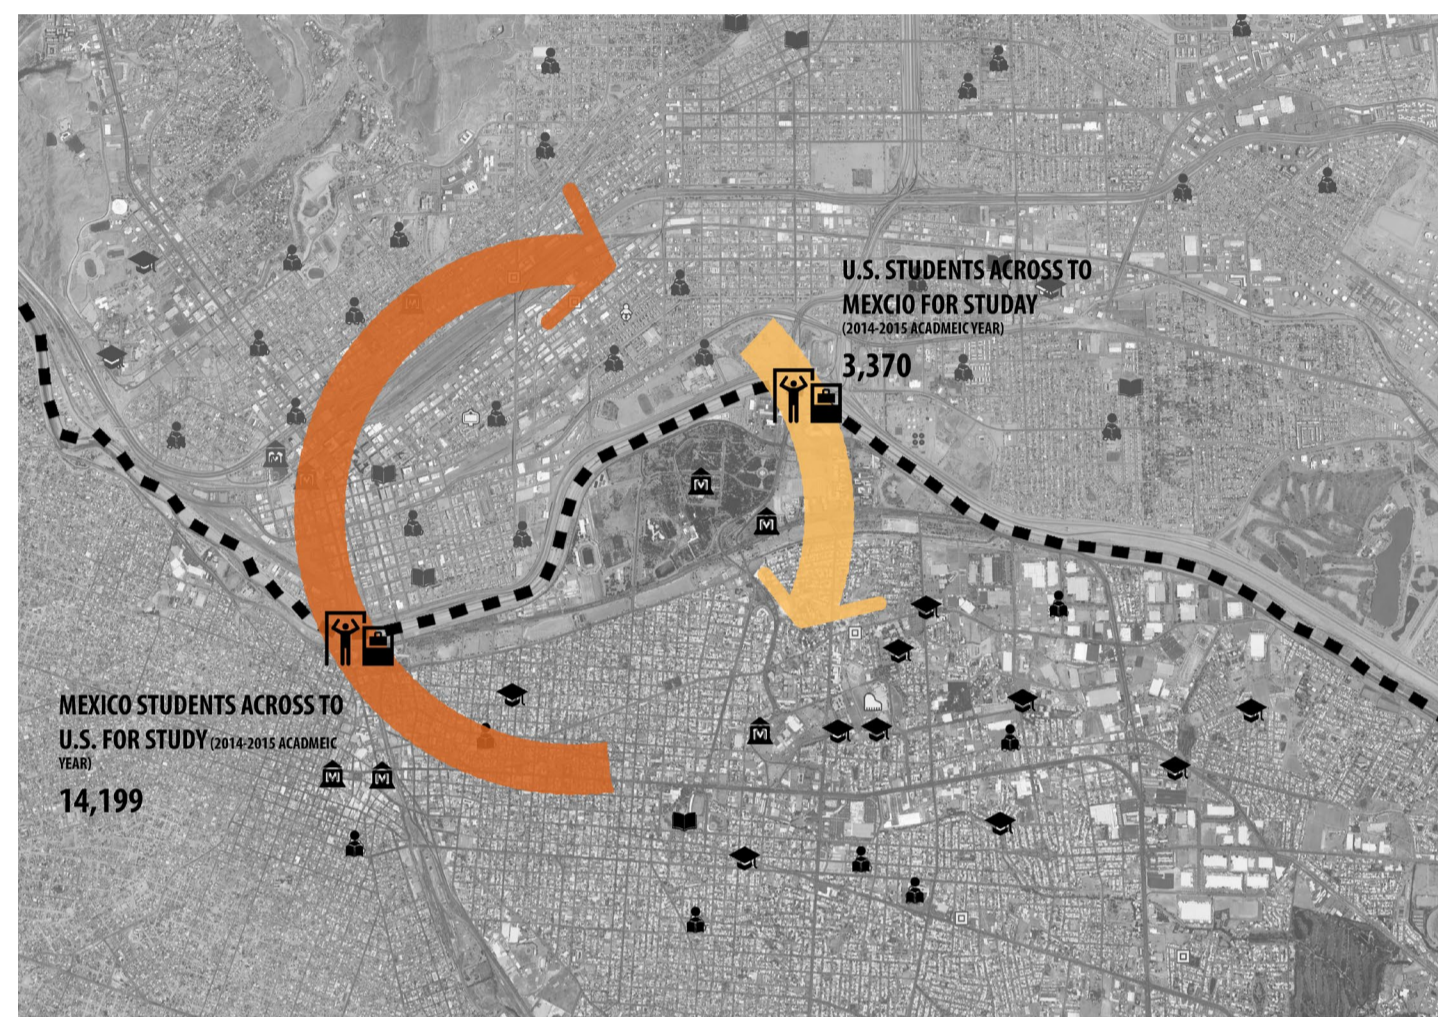 U.S. STUDENTS ACROSS TO
MEXCIO FOR STUDAY
(2014-2015 ACADMEIC YEAR)
3,370
MEXICO STUDENTS ACROSS TO
U.S. FOR STUDY (2014-2015 ACADMEIC
YEAR)
14,199